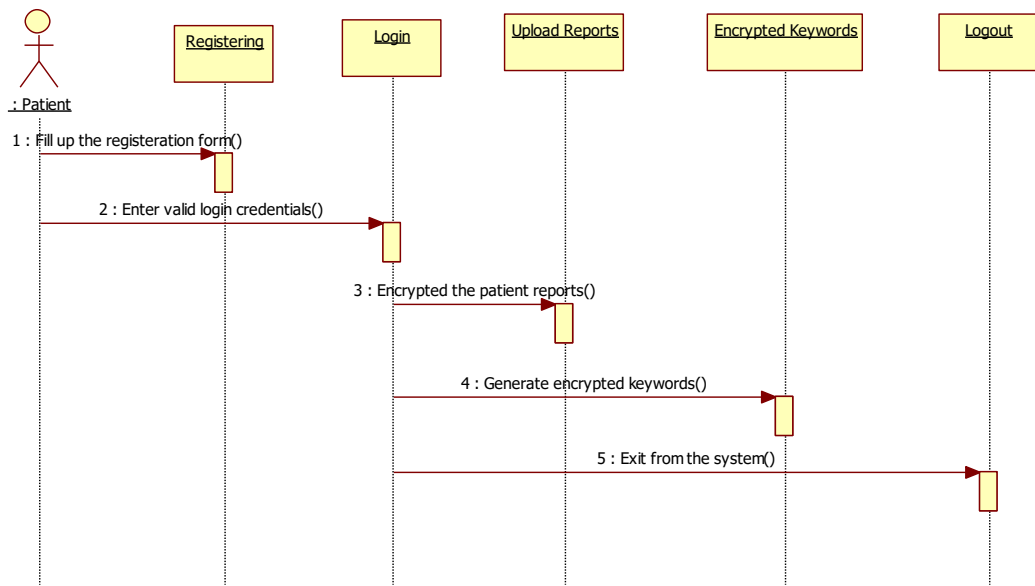 Registering
Login
Upload Reports
Encrypted Keywords
Logout
: Patient
1 : Fill up the registeration form()
2 : Enter valid login credentials()
3 : Encrypted the patient reports()
4 : Generate encrypted keywords()
5 : Exit from the system()